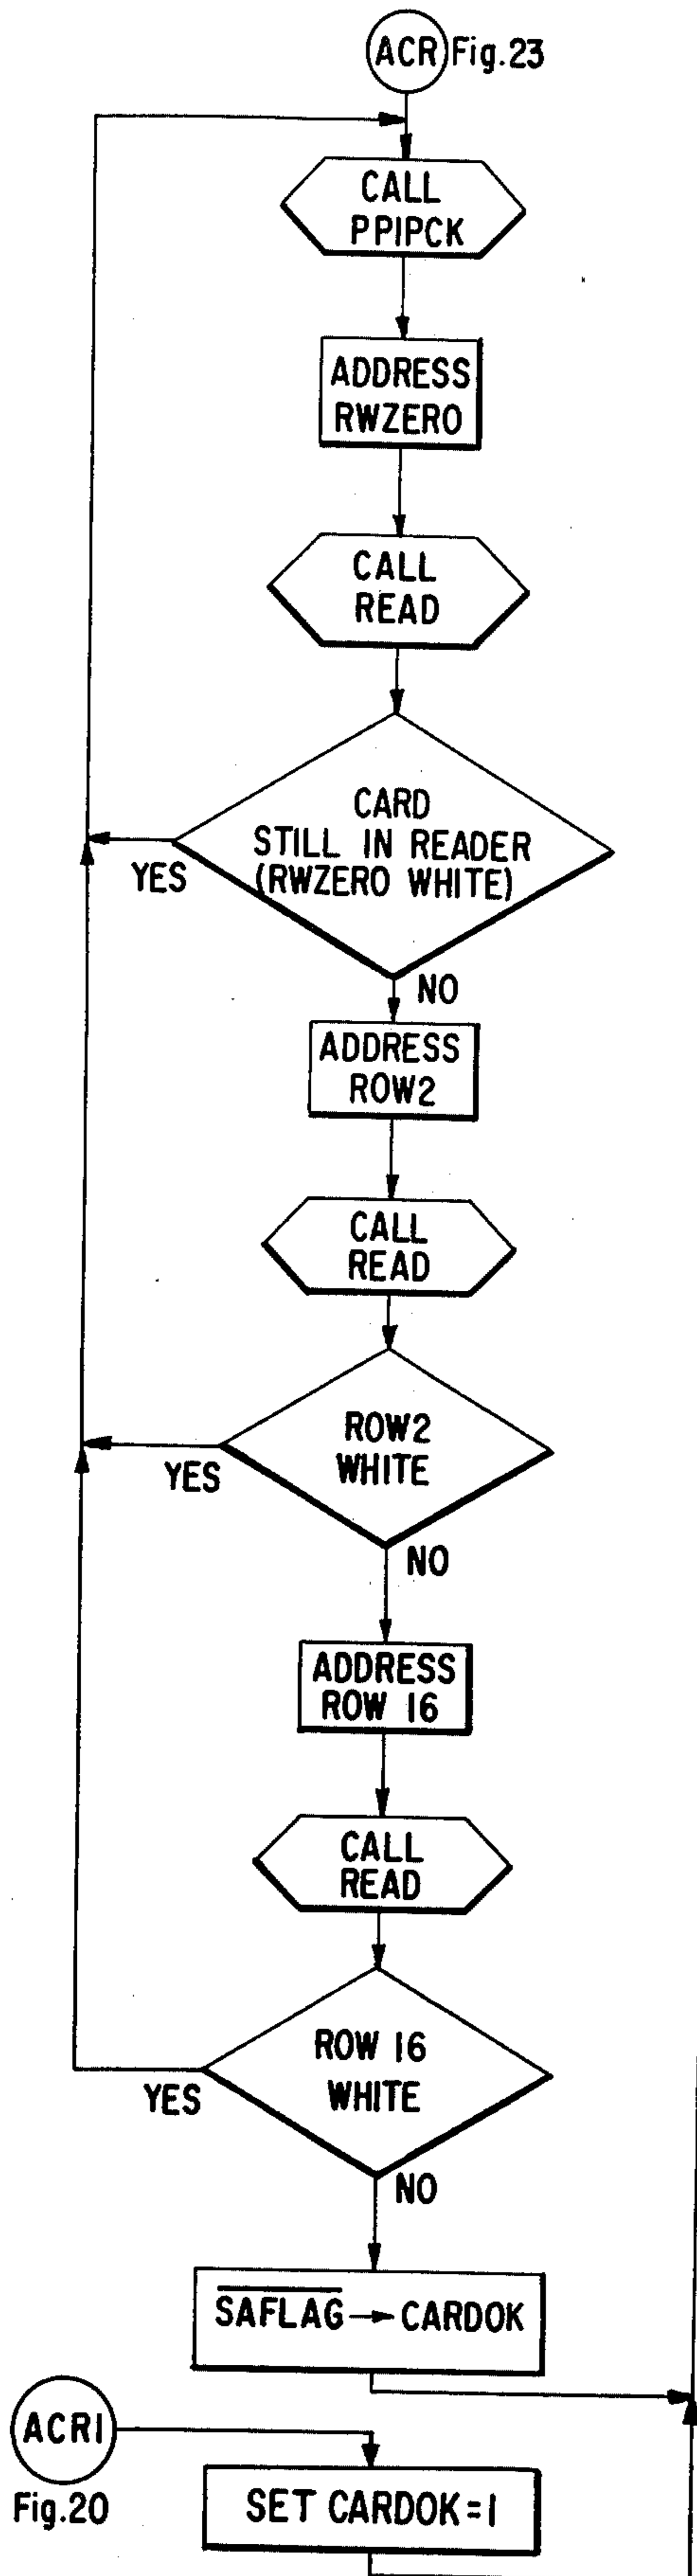 ACR Fig.23
CALL
PPIPCK
ADDRESS
RWZERO
CALL
READ
CARD
STILL IN READER
(RWZERO WHITE)
YES
NO
ADDRESS
ROW2
CALL
READ
ROW2
WHITE
YES
NO
ADDRESS
ROW 16
CALL
READ
ROW 16
WHITE
YES
NO
S̅A̅F̅L̅A̅G̅ → CARDOK
ACR1
Fig.20
SET CARDOK=1